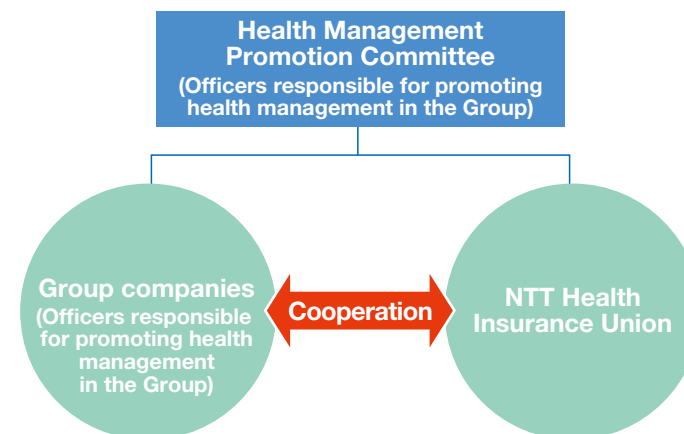 Health Management
Promotion Committee
(Officers responsible for promoting
health management in the Group)
Group companies
(Officers responsible
for promoting health
management
in the Group)
Cooperation
NTT Health
Insurance Union